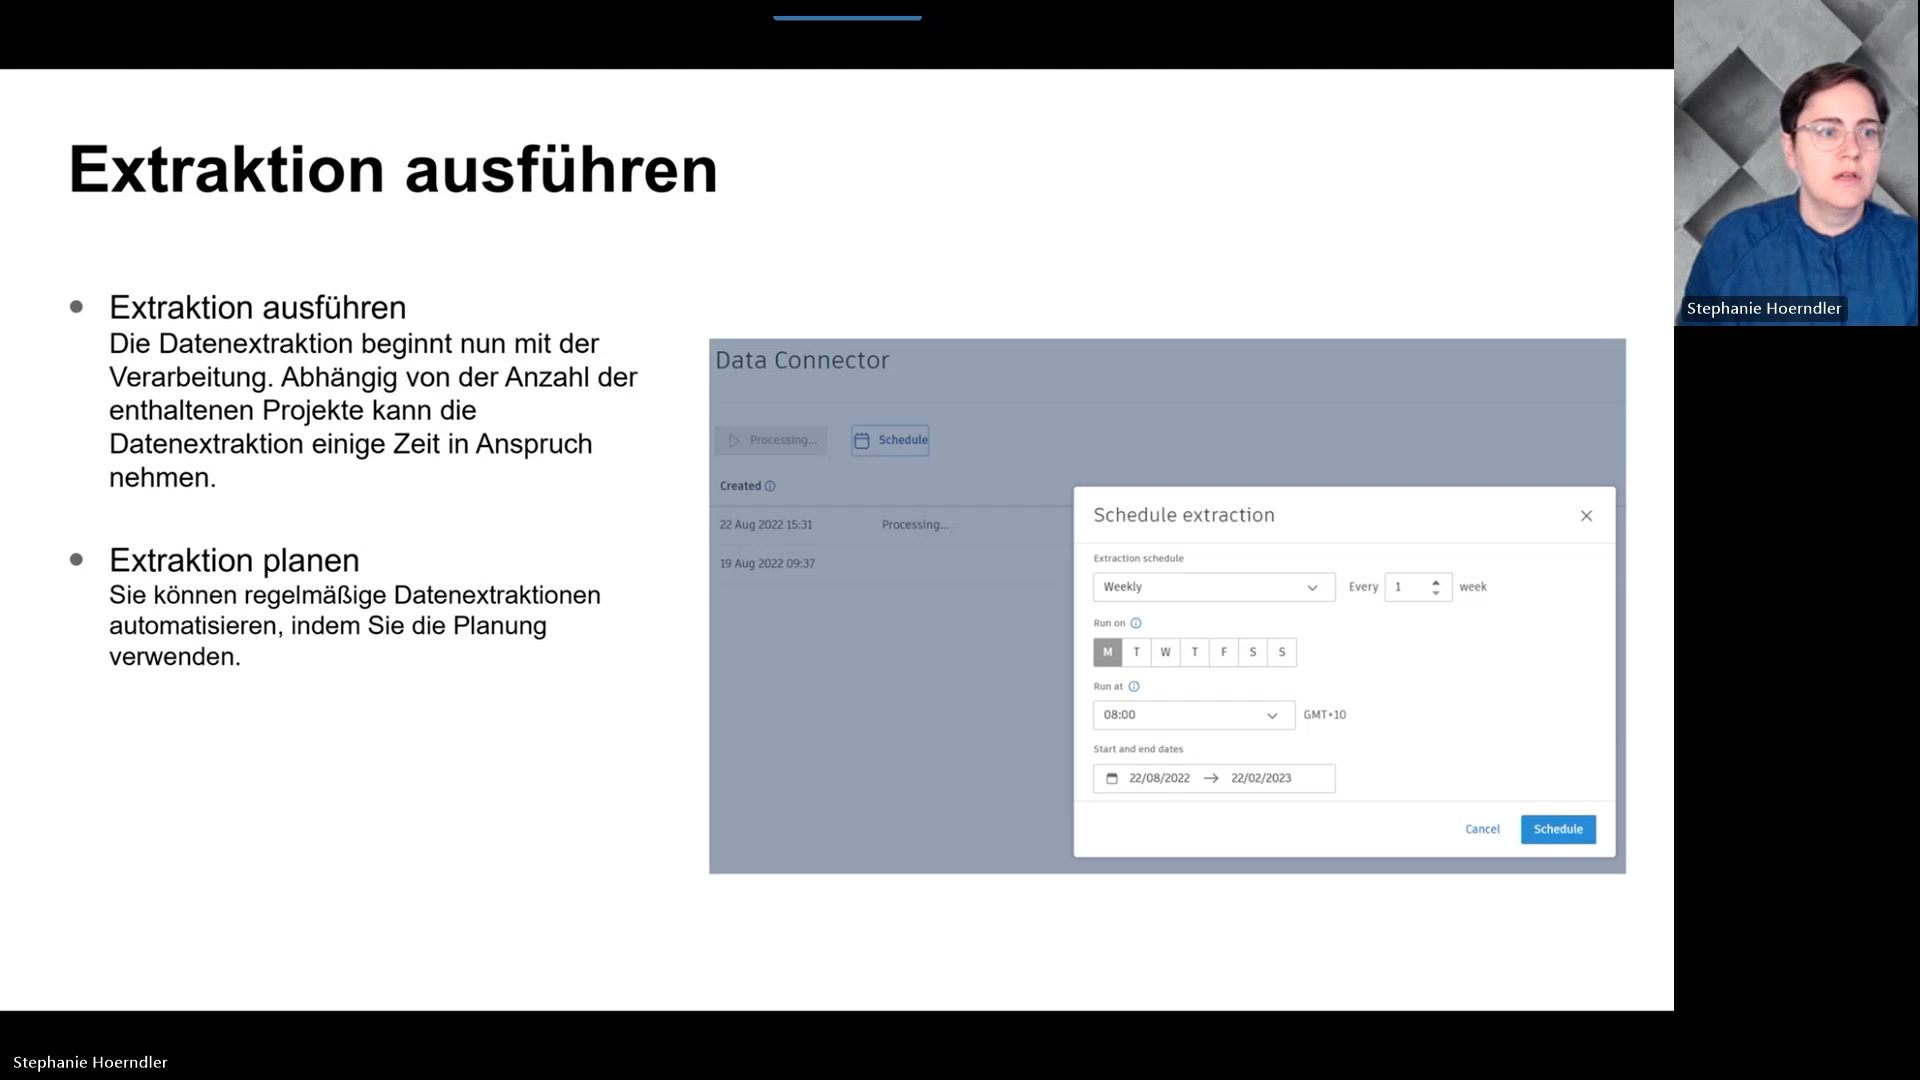 Extraktion ausführen
Extraktion ausführen
Die Datenextraktion beginnt nun mit der
Verarbeitung. Abhängig von der Anzahl der
enthaltenen Projekte kann die
Datenextraktion einige Zeit in Anspruch
nehmen.
Extraktion planen
Sie können regelmäßige Datenextraktionen
automatisieren, indem Sie die Planung
verwenden.
Data Connector
Processing... Schedule
Created
22 Aug 2022 15:31 Processing...
19 Aug 2022 09:37
Schedule extraction
Extraction schedule
Weekly Every 1 week
Run on
M T W T F S S
Run at
08:00 GMT+10
Start and end dates
22/08/2022 → 22/02/2023
Cancel Schedule
Stephanie Hoerndler
Stephanie Hoerndler